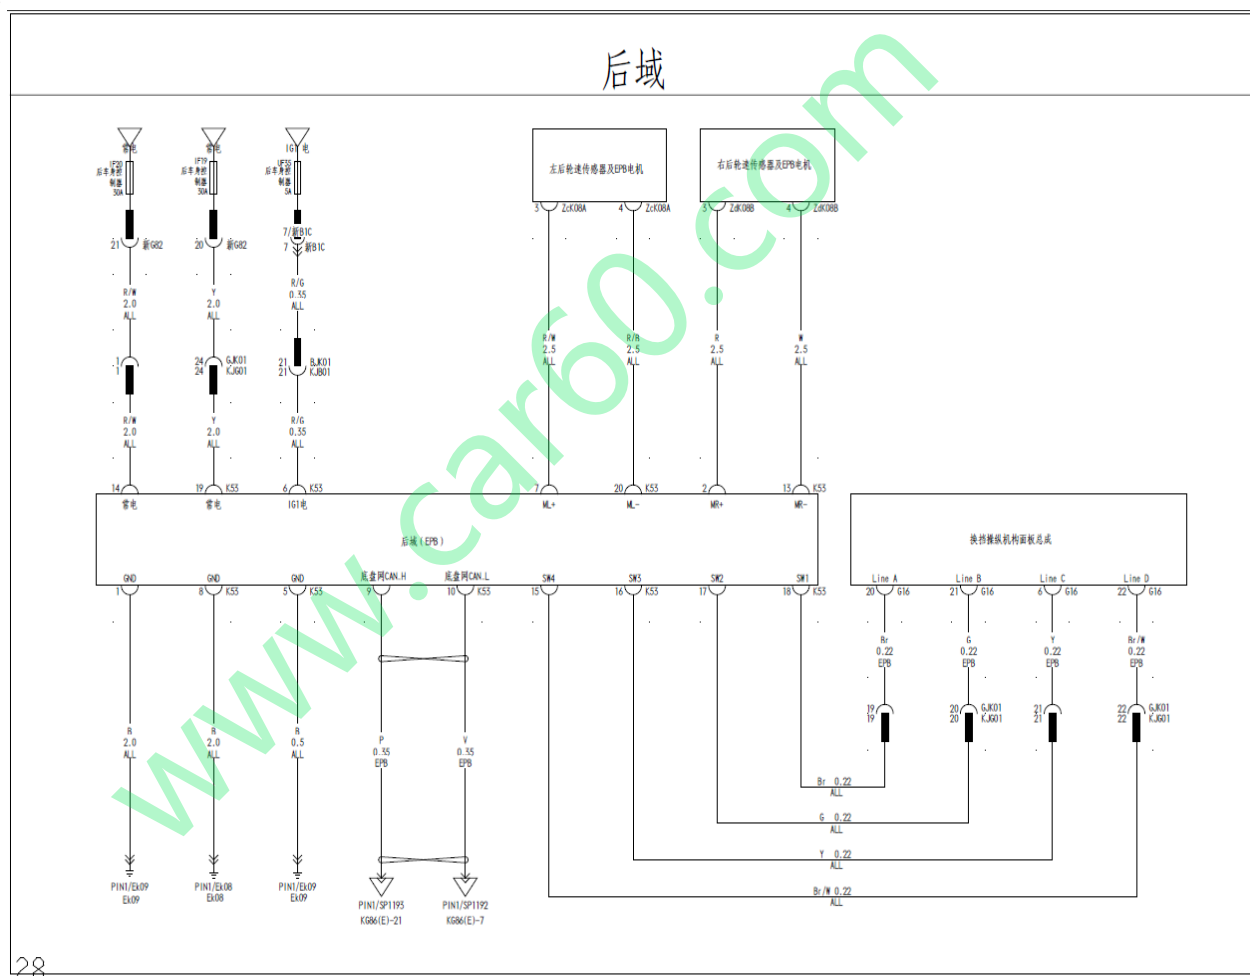 后域
常电
常电
IG1电
IF20
后车身控
制器
30A
IF19
后车身控
制器
30A
UF35
后车身控
制器
5A
左后轮速传感器及EPB电机
右后轮速传感器及EPB电机
3 ZcK08A
4 ZcK08A
3 ZdK08B
4 ZdK08B
7/新B1C
21 新G82
20 新G82
7 新B1C
R/W
2.0
ALL
Y
2.0
ALL
R/G
0.35
ALL
R/W
2.5
ALL
R/B
2.5
ALL
R
2.5
ALL
W
2.5
ALL
1
1
24 GJK01
24 KJG01
21 BJK01
21 KJB01
R/W
2.0
ALL
Y
2.0
ALL
R/G
0.35
ALL
14
19 K53
6 K53
7
20 K53
2
13 K53
常电
常电
IG1电
ML+
ML-
MR+
MR-
后域(EPB)
换挡操纵机构面板总成
GND
GND
GND
底盘网CAN.H
底盘网CAN.L
SW4
SW3
SW2
SW1
Line A
Line B
Line C
Line D
1
8 K53
5 K53
9
10 K53
15
16 K53
17
18 K53
20 G16
21 G16
6 G16
22 G16
Br
0.22
EPB
G
0.22
EPB
Y
0.22
EPB
Br/W
0.22
EPB
19
19
20 GJK01
20 KJG01
21
21
22 GJK01
22 KJG01
B
2.0
ALL
B
2.0
ALL
B
0.5
ALL
P
0.35
EPB
V
0.35
EPB
Br 0.22
ALL
G 0.22
ALL
Y 0.22
ALL
Br/W 0.22
ALL
PIN1/Ek09
Ek09
PIN1/Ek08
Ek08
PIN1/Ek09
Ek09
PIN1/SP1193
KG86(E)-21
PIN1/SP1192
KG86(E)-7
28
www.car60.com